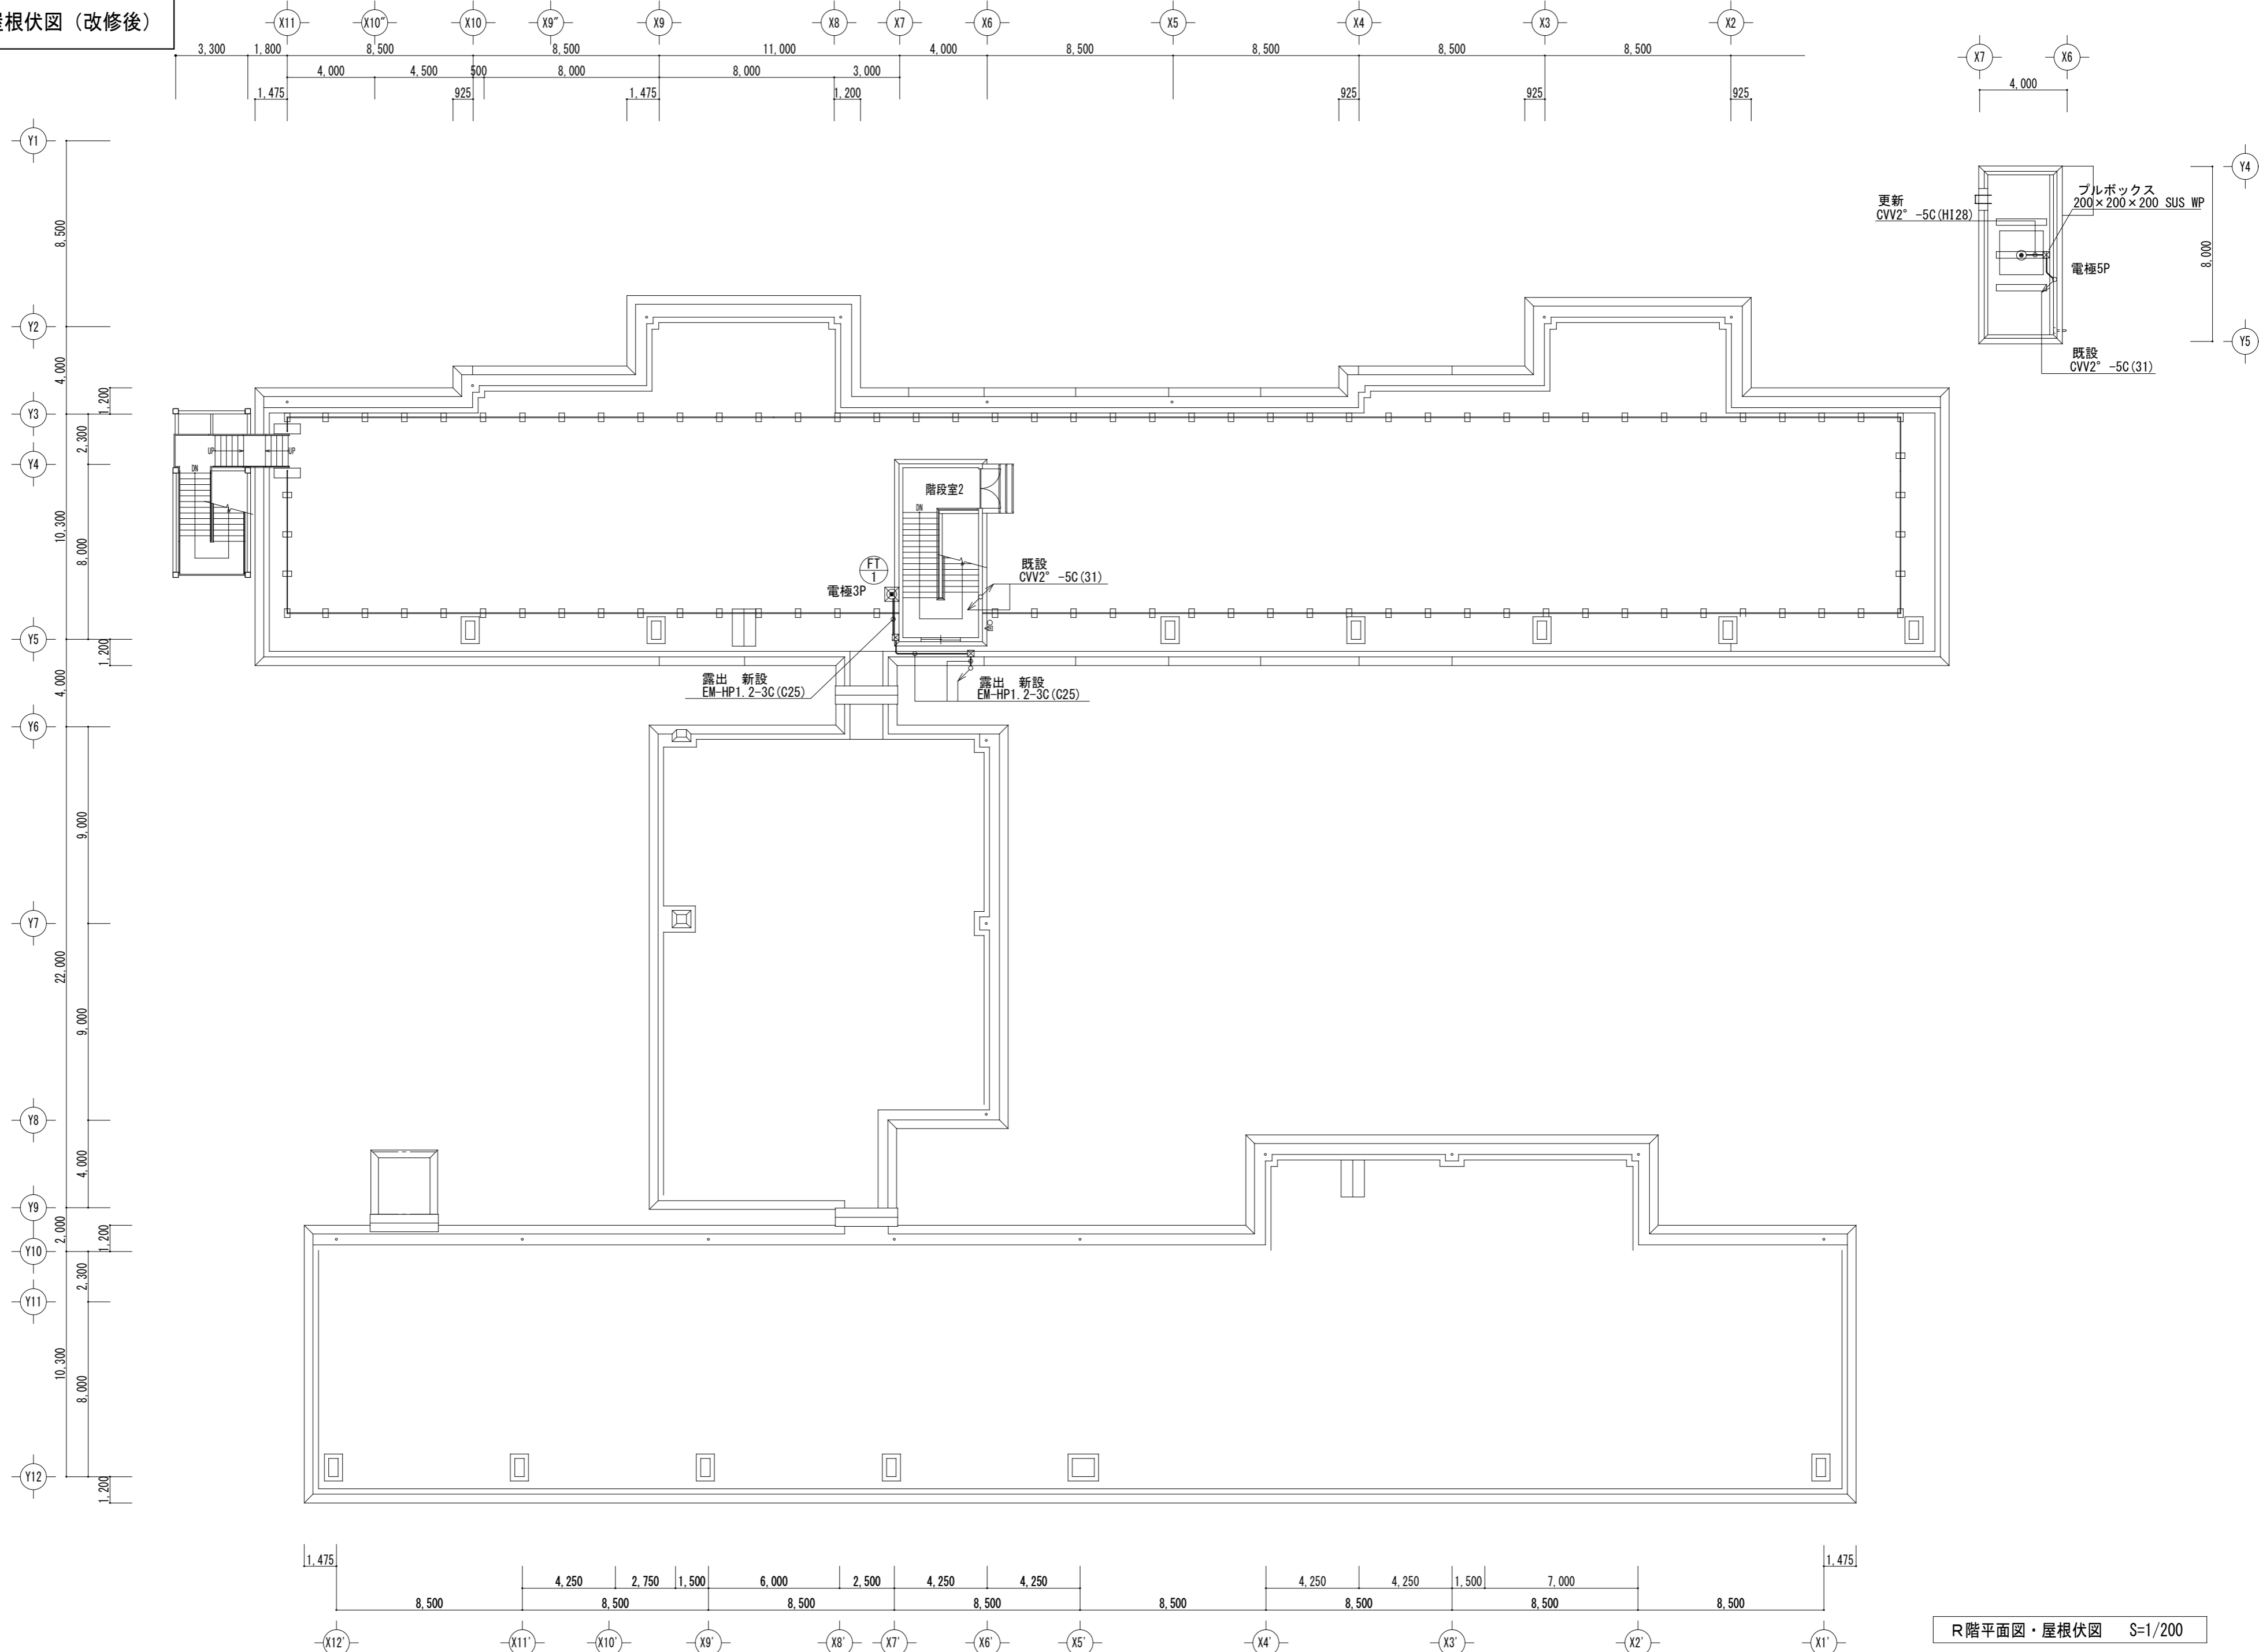 屋根伏図（改修後）
X11 X10″ X10 X9″ X9 X8 X7 X6 X5 X4 X3 X2
3,300 1,800 8,500 8,500 11,000 4,000 8,500 8,500 8,500 8,500
4,000 4,500 500 8,000 8,000 3,000
1,475 925 1,475 1,200 925 925 925
X7 X6
4,000
Y4
Y5
8,000
更新
CVV2°-5C(HI28)
プルボックス
200×200×200 SUS WP
電極5P
既設
CVV2°-5C(31)
Y1
8,500
Y2
4,000
1,200
Y3
2,300
Y4
10,300
8,000
Y5
1,200
4,000
Y6
9,000
Y7
22,000
9,000
Y8
4,000
Y9
2,000
1,200
Y10
2,300
Y11
10,300
8,000
Y12
1,200
UP UP
DN
階段室2
DN
FT
1
電極3P
既設
CVV2°-5C(31)
露出 新設
EM-HP1.2-3C(C25)
露出 新設
EM-HP1.2-3C(C25)
1,475 1,475
4,250 2,750 1,500 6,000 2,500 4,250 4,250 4,250 4,250 1,500 7,000
8,500 8,500 8,500 8,500 8,500 8,500 8,500 8,500
X12' X11' X10' X9' X8' X7' X6' X5' X4' X3' X2' X1'
R階平面図・屋根伏図 S=1/200